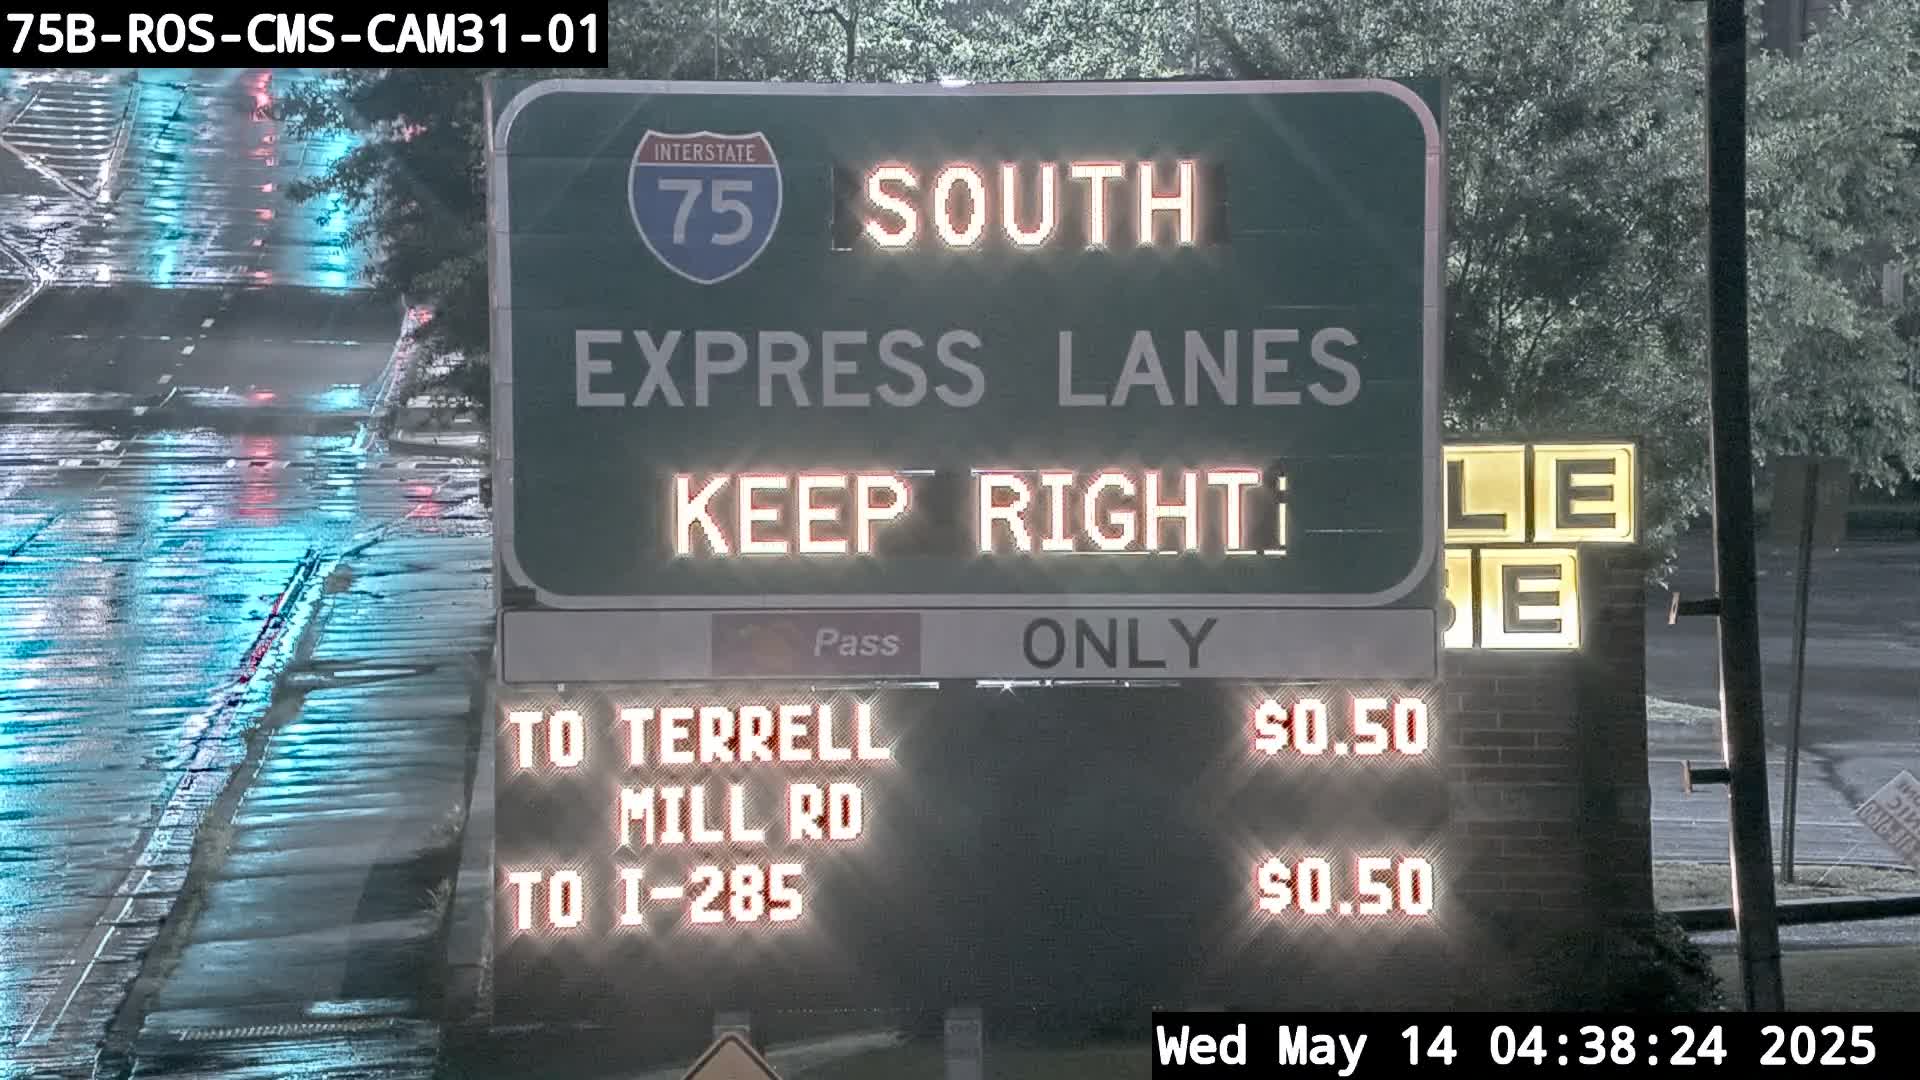 75B-ROS-CMS-CAM31-01
INTERSTATE
75
SOUTH
EXPRESS LANES
KEEP RIGHT
LE
E
Pass
ONLY
TO TERRELL $0.50
MILL RD
TO I-285 $0.50
Wed May 14 04:38:24 2025